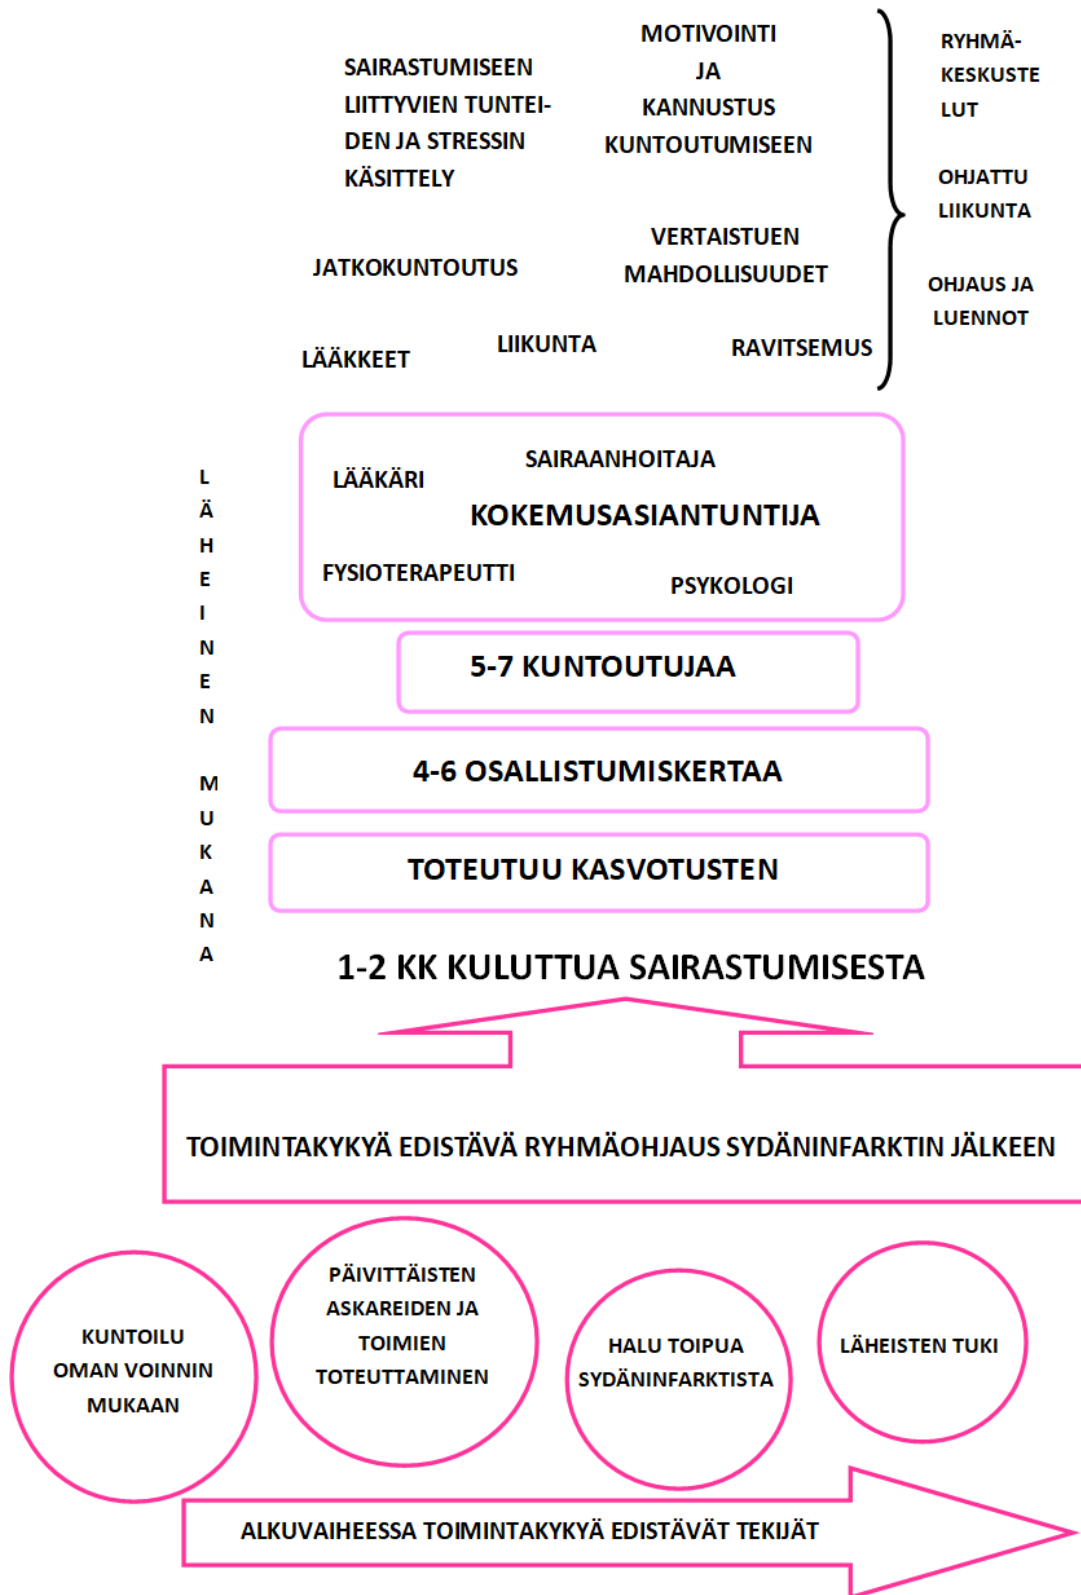 SAIRASTUMISEEN
LIITTYVIEN TUNTEI-
DEN JA STRESSIN
KÄSITTELY
MOTIVOINTI
JA
KANNUSTUS
KUNTOUTUMISEEN
RYHMÄ-
KESKUSTE
LUT
OHJATTU
LIIKUNTA
OHJAUS JA
LUENNOT
JATKOKUNTOUTUS
VERTAISTUEN
MAHDOLLISUUDET
LÄÄKKEET
LIIKUNTA
RAVITSEMUS
L
Ä
H
E
I
N
E
N
M
U
K
A
N
A
LÄÄKÄRI
SAIRAANHOITAJA
KOKEMUSASIANTUNTIJA
FYSIOTERAPEUTTI
PSYKOLOGI
5-7 KUNTOUTUJAA
4-6 OSALLISTUMISKERTAA
TOTEUTUU KASVOTUSTEN
1-2 KK KULUTTUA SAIRASTUMISESTA
TOIMINTAKYKYÄ EDISTÄVÄ RYHMÄOHJAUS SYDÄNINFARKTIN JÄLKEEN
KUNTOILU
OMAN VOINNIN
MUKAAN
PÄIVITTÄISTEN
ASKAREIDEN JA
TOIMIEN
TOTEUTTAMINEN
HALU TOIPUA
SYDÄNINFARKTISTA
LÄHEISTEN TUKI
ALKUVAIHEESSA TOIMINTAKYKYÄ EDISTÄVÄT TEKIJÄT